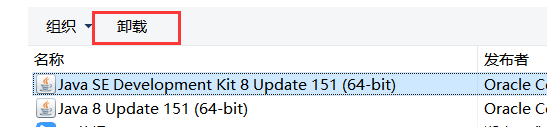 组织 卸载
名称 发布者
Java SE Development Kit 8 Update 151 (64-bit) Oracle Co
Java 8 Update 151 (64-bit) Oracle Co